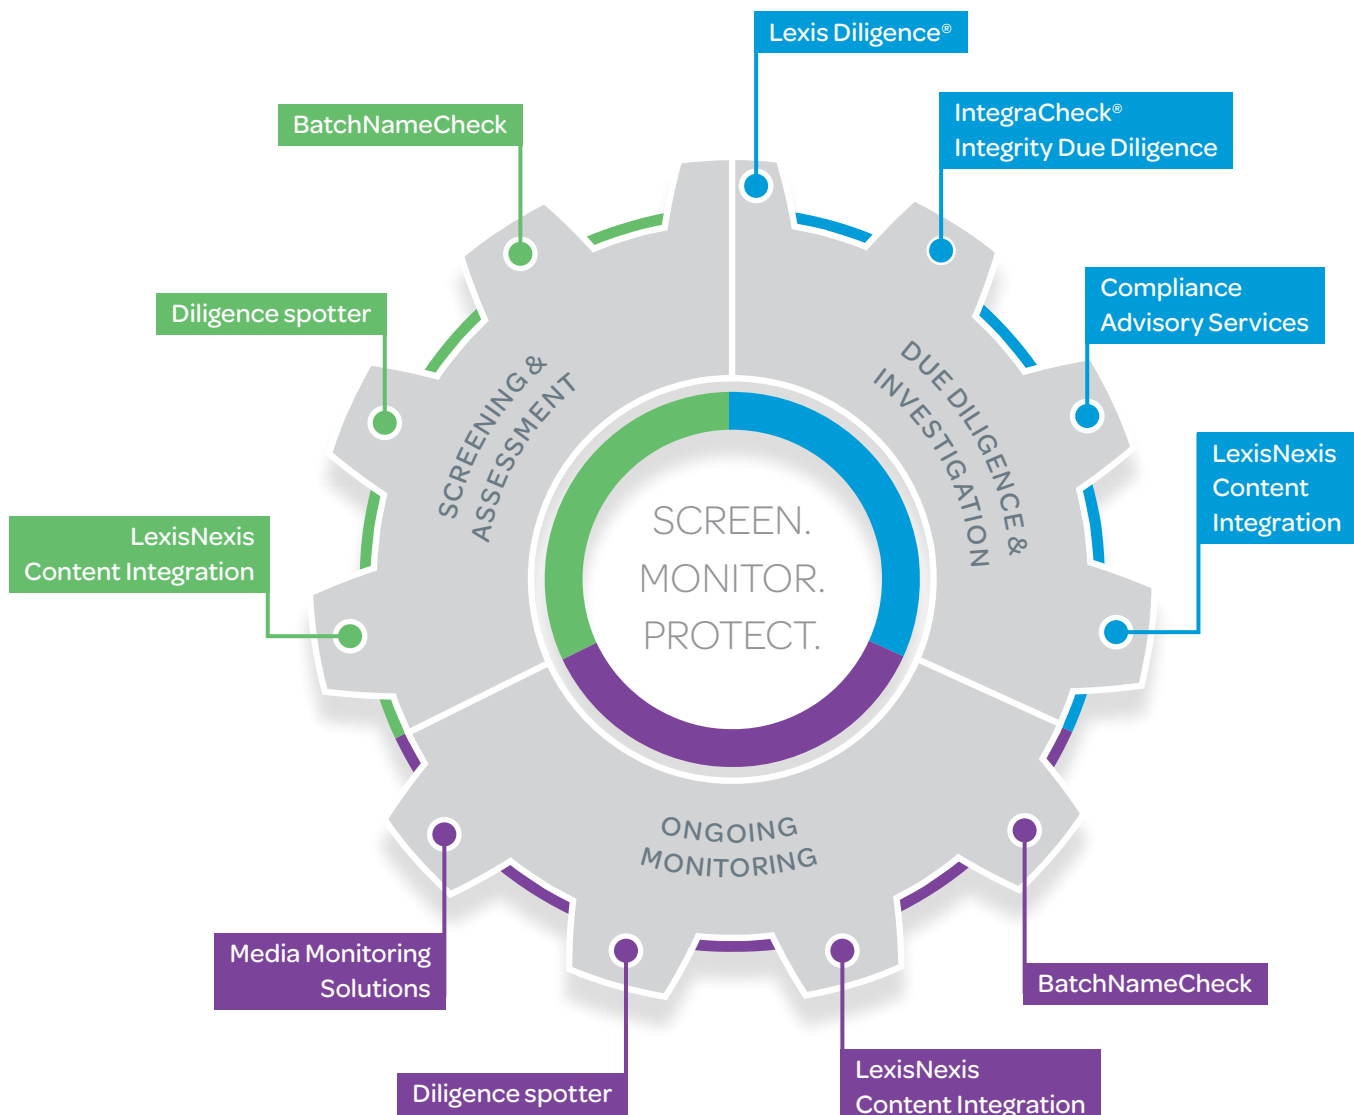 Lexis Diligence®
IntegraCheck®
Integrity Due Diligence
BatchNameCheck
Compliance
Advisory Services
Diligence spotter
LexisNexis
Content
Integration
LexisNexis
Content Integration
SCREENING &
ASSESSMENT
DUE DILIGENCE &
INVESTIGATION
SCREEN.
MONITOR.
PROTECT.
ONGOING
MONITORING
Media Monitoring
Solutions
BatchNameCheck
Diligence spotter
LexisNexis
Content Integration